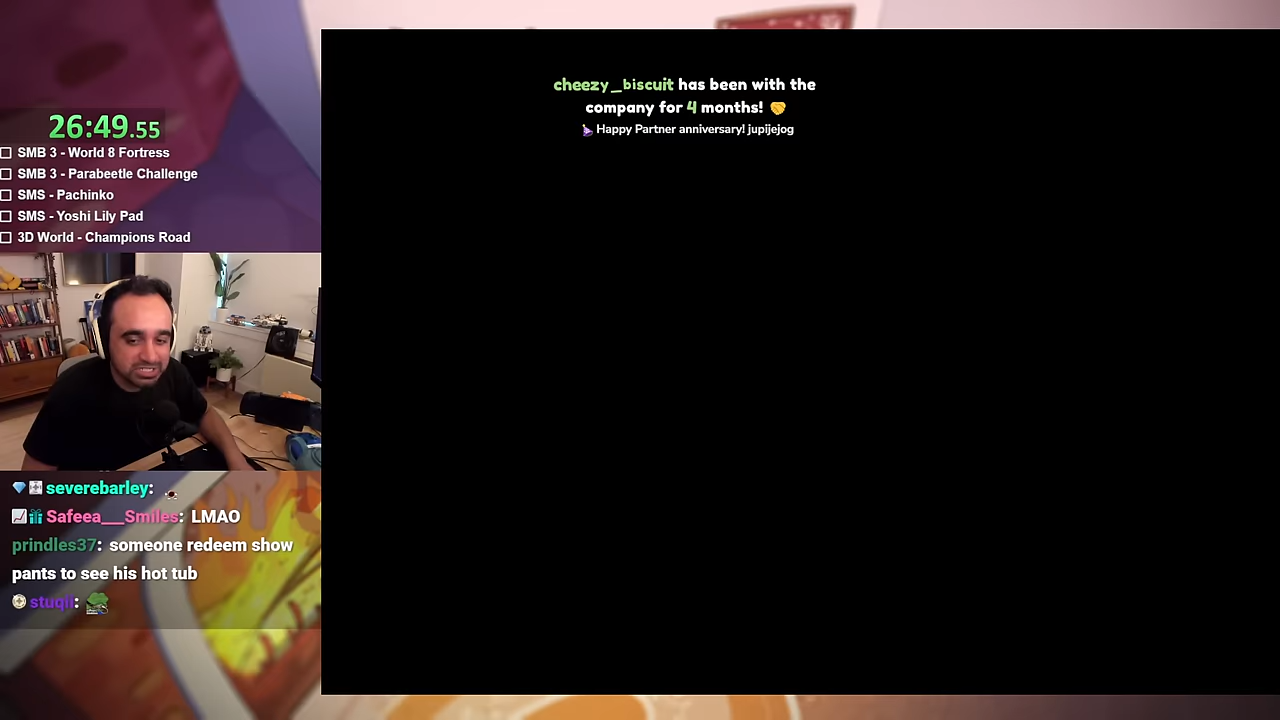 cheezy_biscuit has been with the
company for 4 months!
Happy Partner anniversary! jupijejog
26:49.55
SMB 3 - World 8 Fortress
SMB 3 - Parabeetle Challenge
SMS - Pachinko
SMS - Yoshi Lily Pad
3D World - Champions Road
severebarley:
Safeea__Smiles: LMAO
prindles37: someone redeem show
pants to see his hot tub
stuqii: